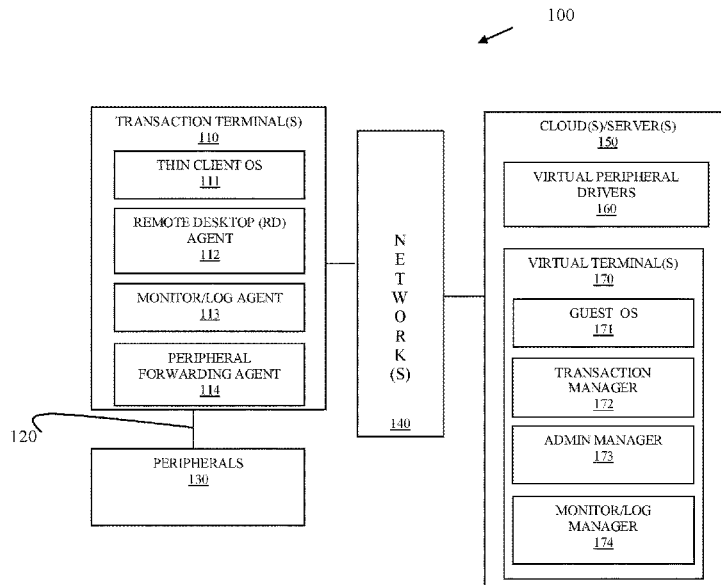 100
TRANSACTION TERMINAL(S)
110
THIN CLIENT OS
111
REMOTE DESKTOP (RD)
AGENT
112
MONITOR/LOG AGENT
113
PERIPHERAL
FORWARDING AGENT
114
120
PERIPHERALS
130
N
E
T
W
O
R
K
(S)
140
CLOUD(S)/SERVER(S)
150
VIRTUAL PERIPHERAL
DRIVERS
160
VIRTUAL TERMINAL(S)
170
GUEST OS
171
TRANSACTION
MANAGER
172
ADMIN MANAGER
173
MONITOR/LOG
MANAGER
174